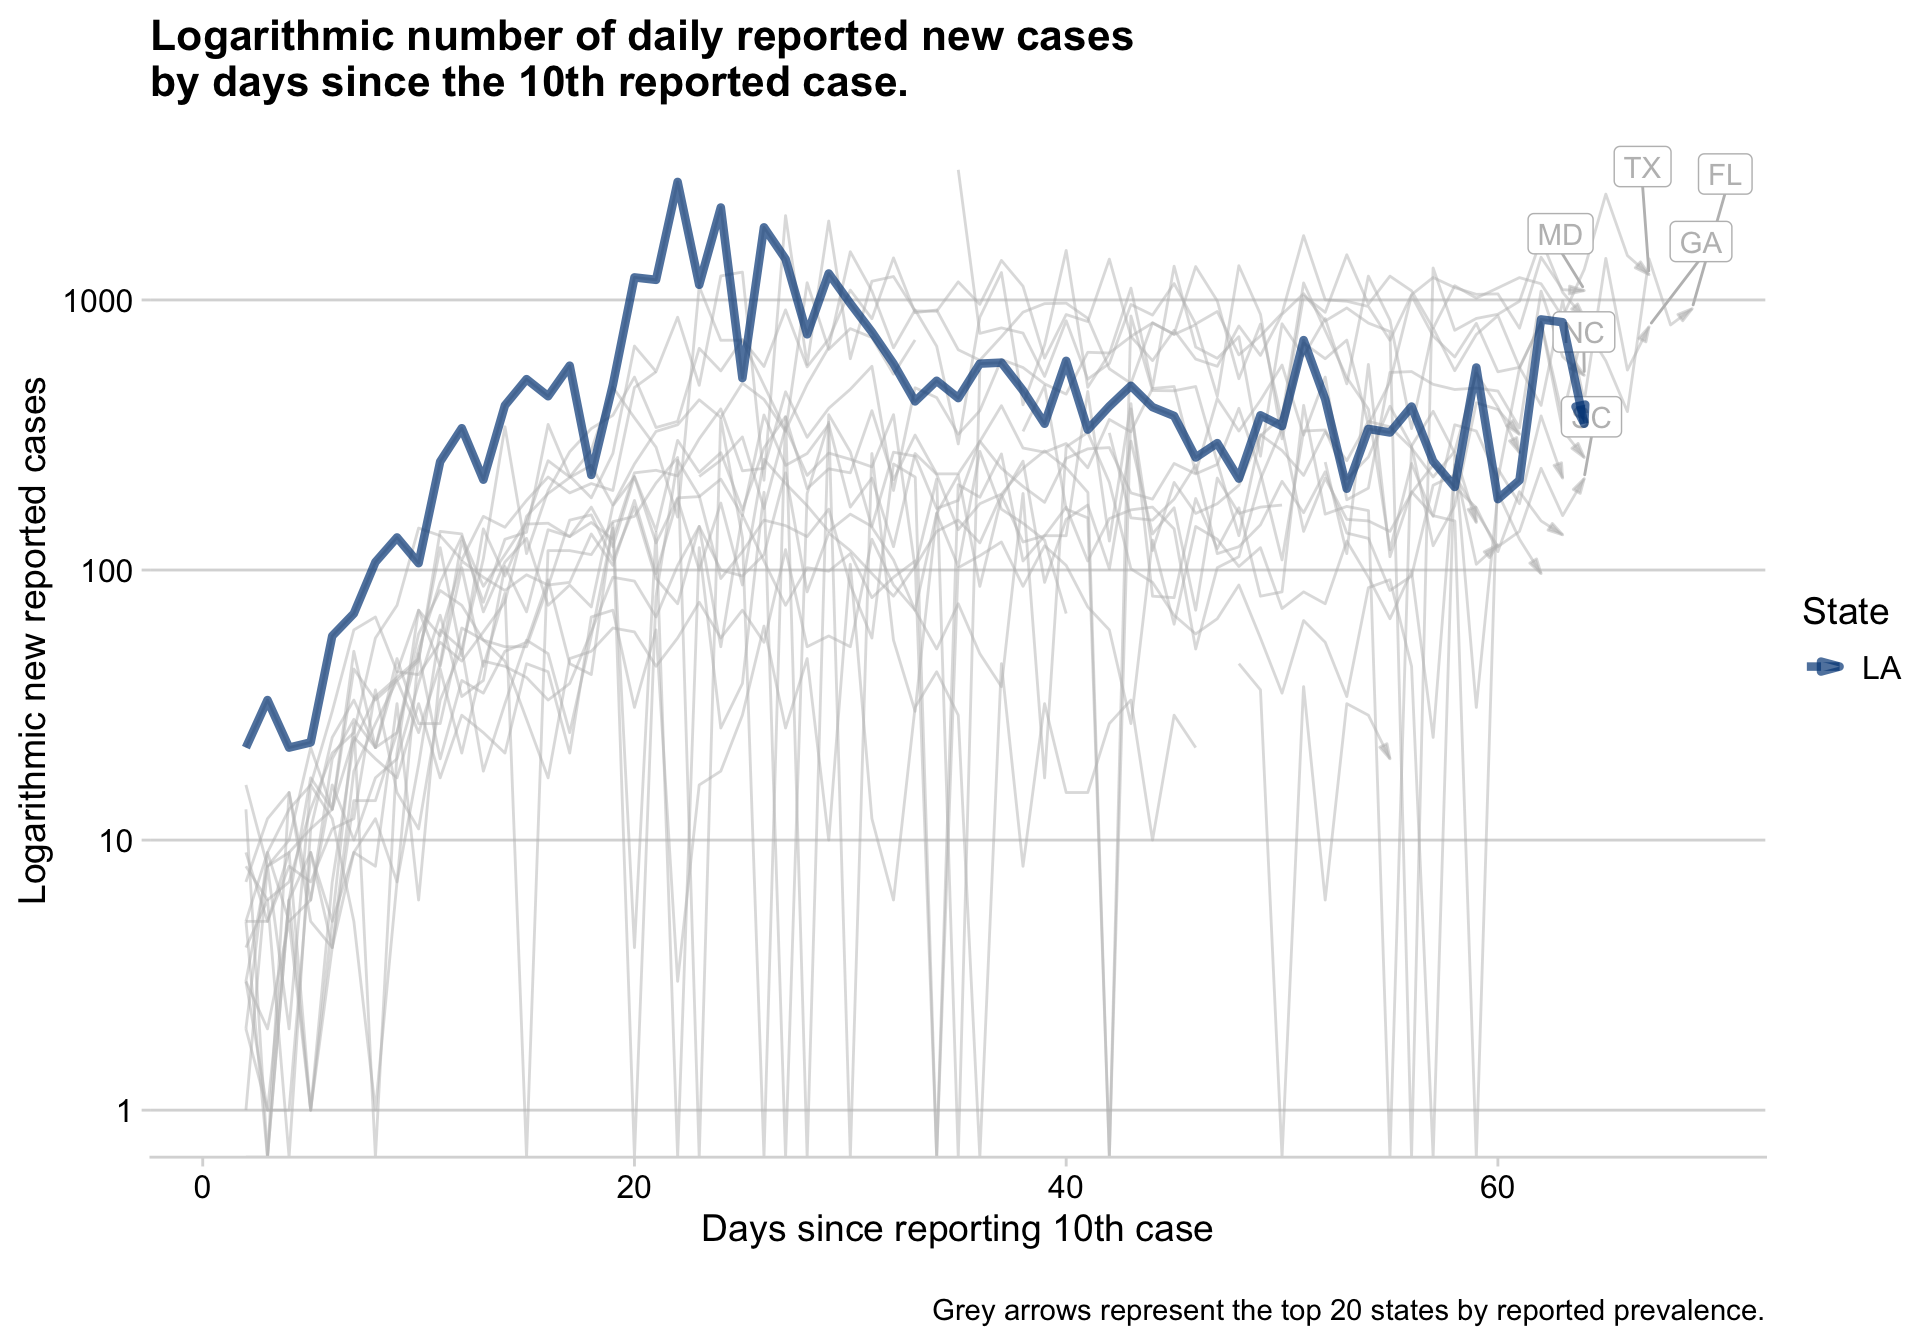 Logarithmic number of daily reported new cases
by days since the 10th reported case.
TX
FL
MD
GA
NC
SC
1000
100
10
1
Logarithmic new reported cases
0
20
40
60
Days since reporting 10th case
State
LA
Grey arrows represent the top 20 states by reported prevalence.